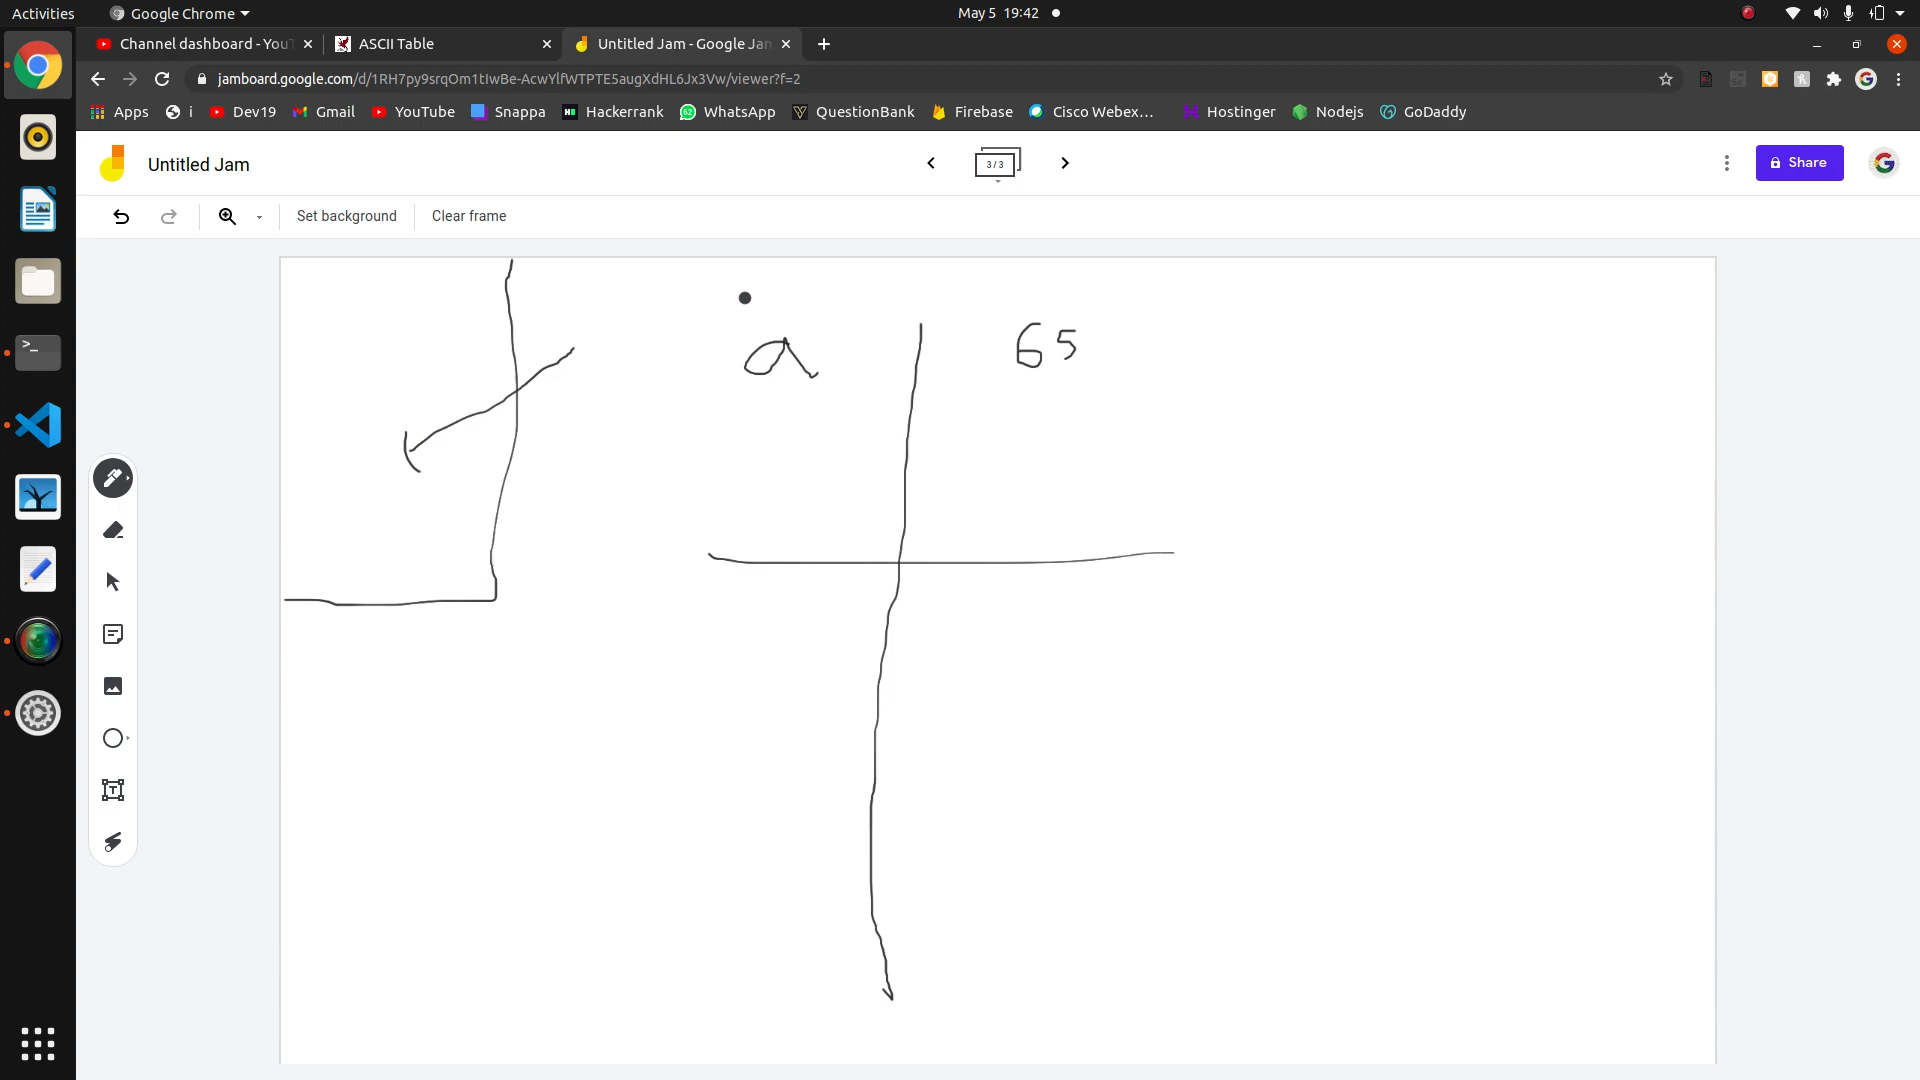 Activities Google Chrome May 5 19:42
Channel dashboard - YouT ASCII Table Untitled Jam - Google Jam
jamboard.google.com/d/1RH7py9srqOm1tIwBe-AcwYlfWTPTE5augXdHL6Jx3Vw/viewer?f=2
Apps i Dev19 Gmail YouTube Snappa Hackerrank WhatsApp QuestionBank Firebase Cisco Webex... Hostinger Nodejs GoDaddy
Untitled Jam 3 / 3 Share
Set background Clear frame
a 65